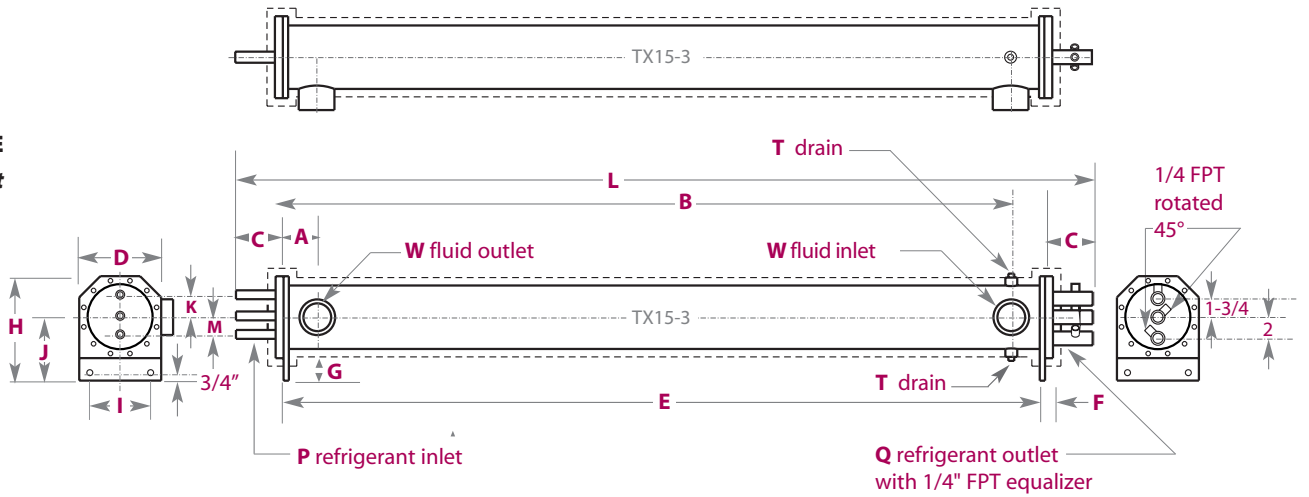 TX15-3
E
t
T drain
L
1/4 FPT
rotated
45°
B
C
A
W fluid outlet
W fluid inlet
C
D
K
H
M
J
TX15-3
1-3/4
2
3/4"
G
T drain
I
E
F
P refrigerant inlet
Q refrigerant outlet
with 1/4" FPT equalizer